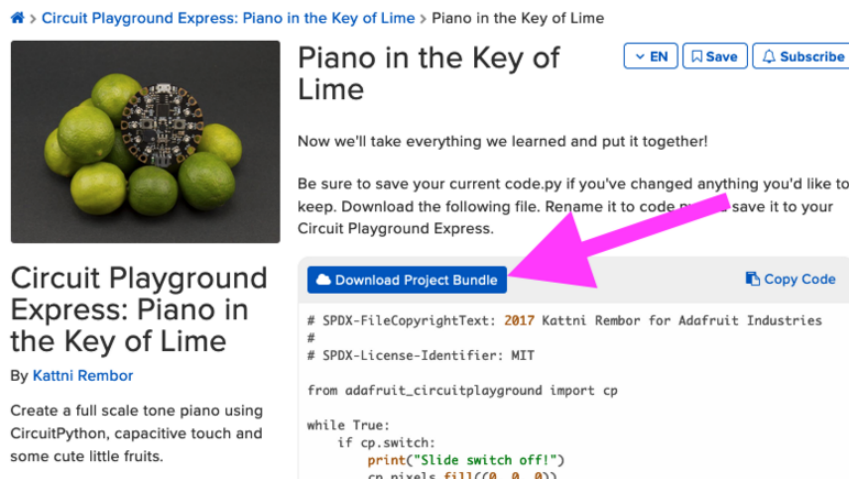 Circuit Playground Express: Piano in the Key of Lime > Piano in the Key of Lime
Piano in the Key of
Lime
EN
Save
Subscribe
Now we'll take everything we learned and put it together!
Be sure to save your current code.py if you've changed anything you'd like to
keep. Download the following file. Rename it to code save it to your
Circuit Playground Express.
Circuit Playground
Express: Piano in
the Key of Lime
By Kattni Rembor
Create a full scale tone piano using
CircuitPython, capacitive touch and
some cute little fruits.
Download Project Bundle
Copy Code
# SPDX-FileCopyrightText: 2017 Kattni Rembor for Adafruit Industries
#
# SPDX-License-Identifier: MIT
from adafruit_circuitplayground import cp
while True:
if cp.switch:
print("Slide switch off!")
cp.pixels.fill((0, 0, 0))